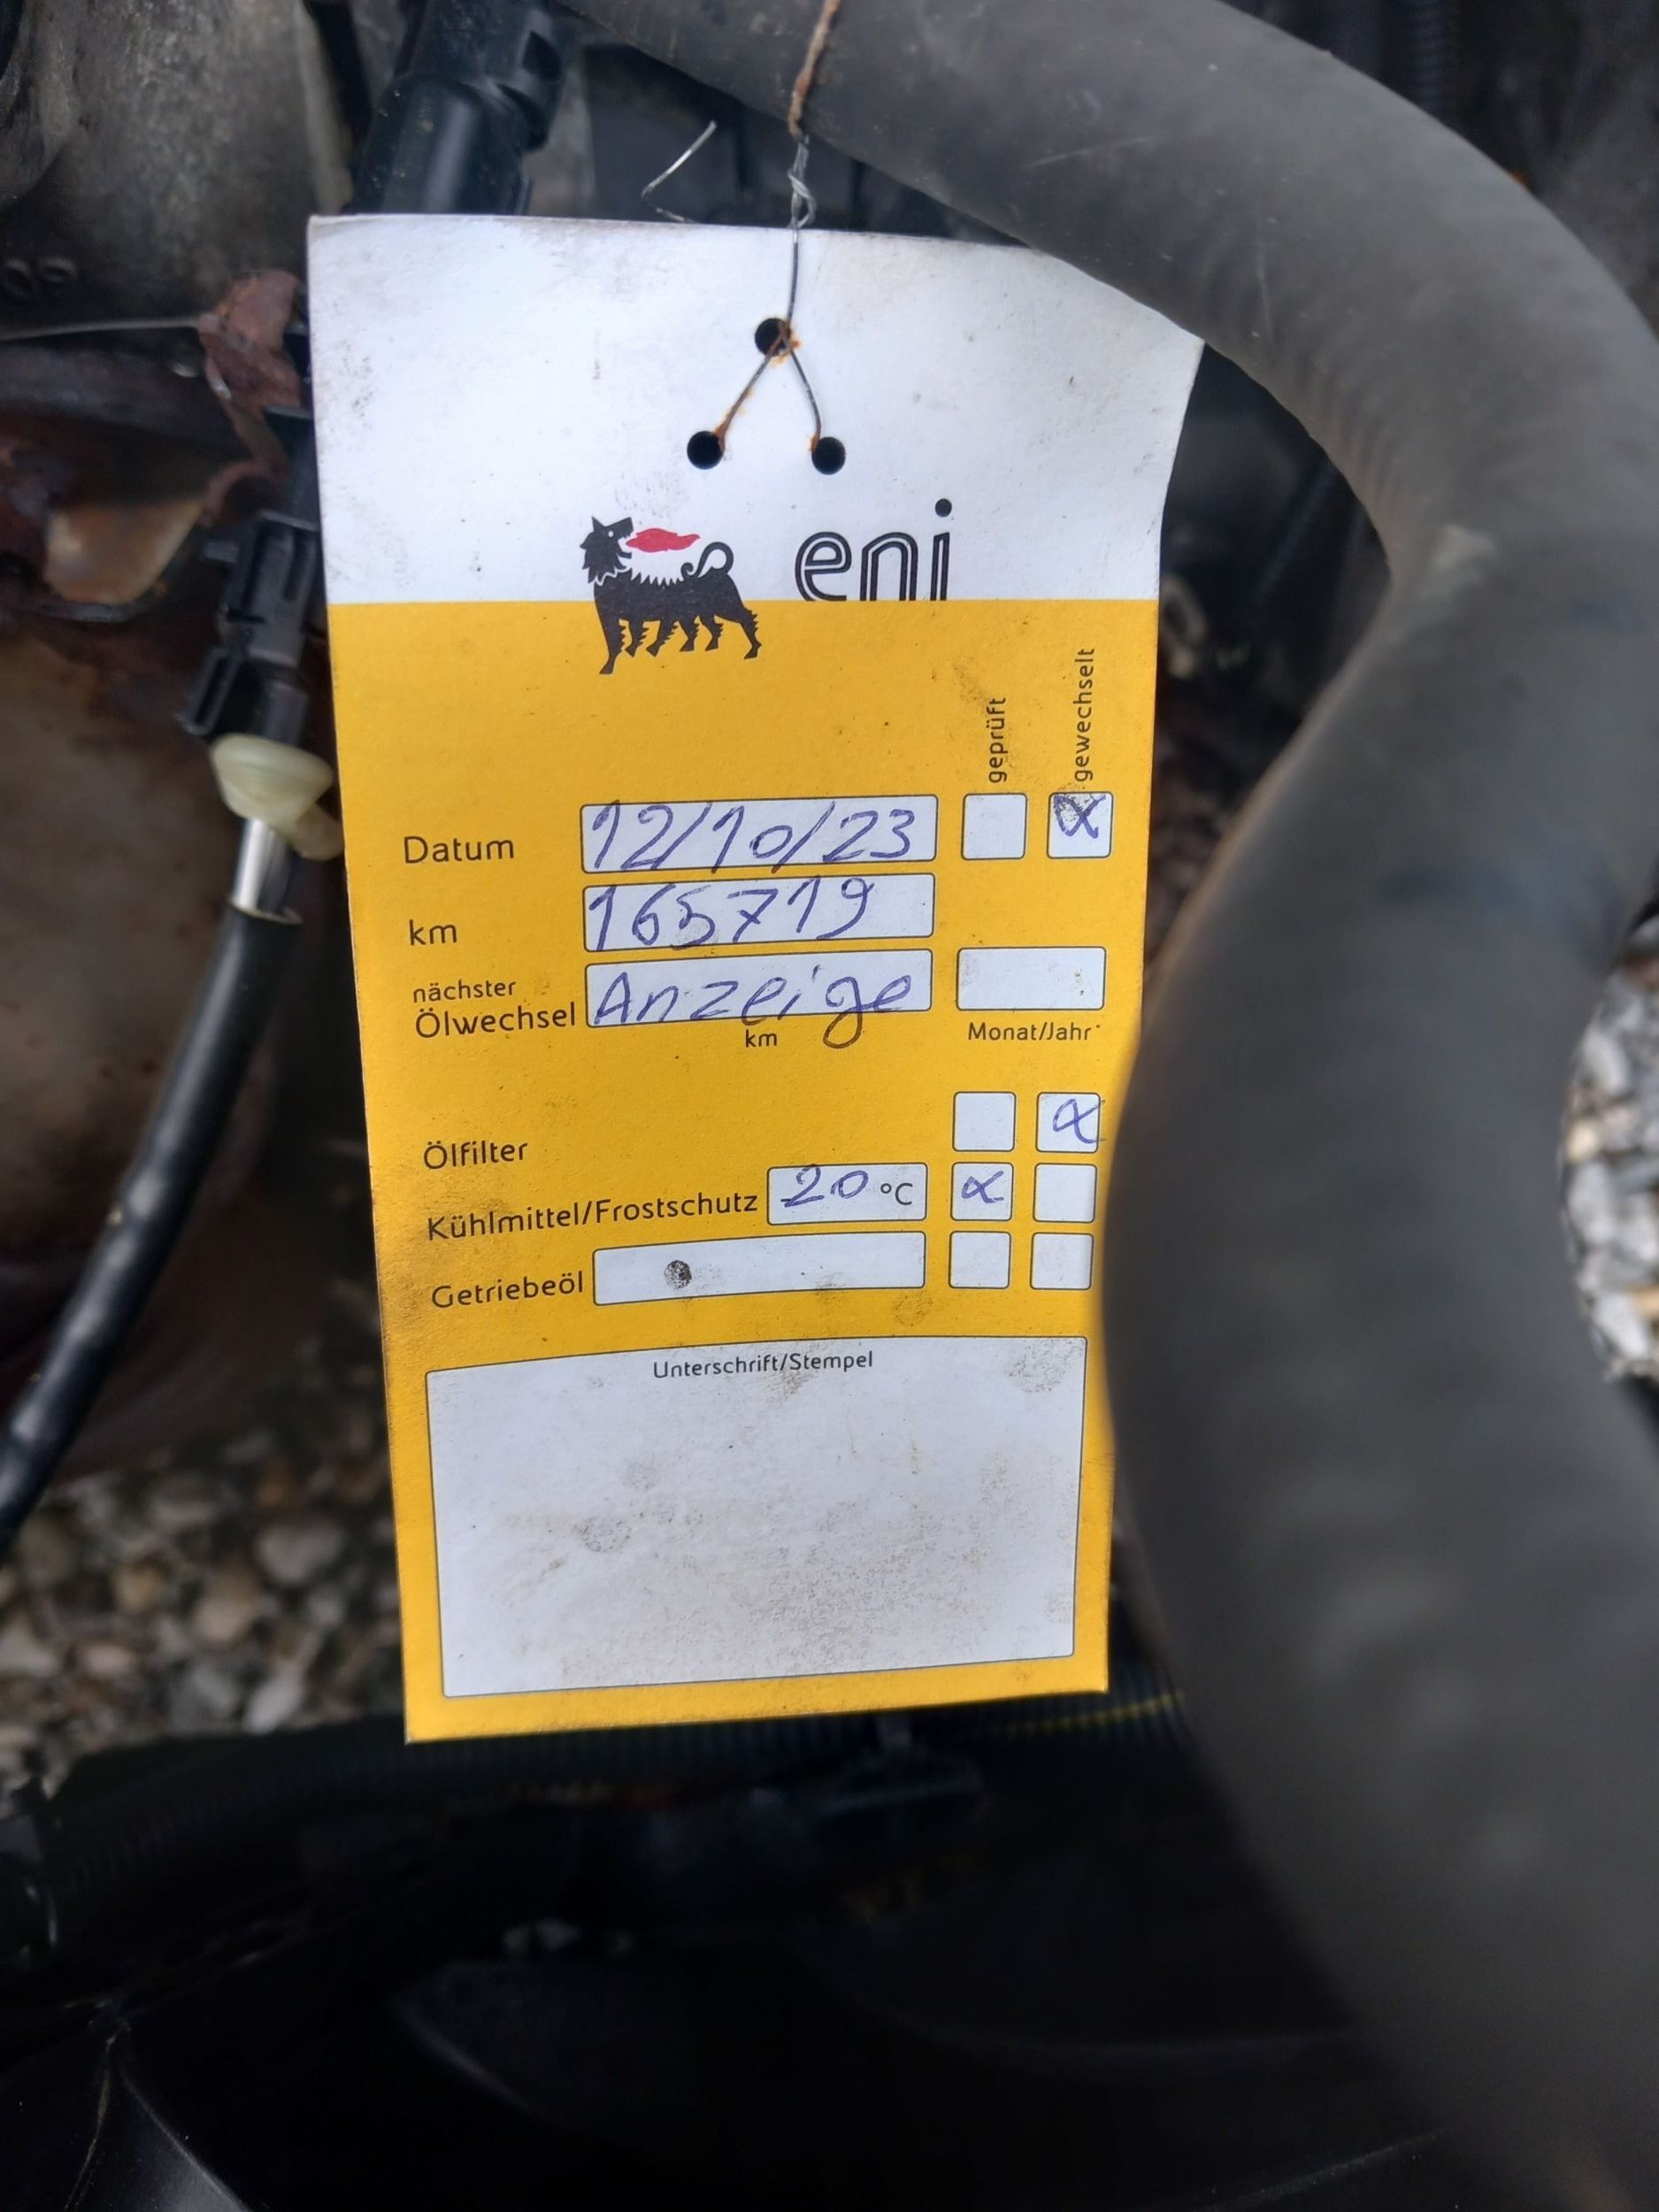 eni
geprüft gewechselt
Datum 12/10/23
km 165719
nächster
Ölwechsel Anzeige
km Monat/Jahr
Ölfilter
Kühlmittel/Frostschutz 20 °C
Getriebeöl
Unterschrift/Stempel